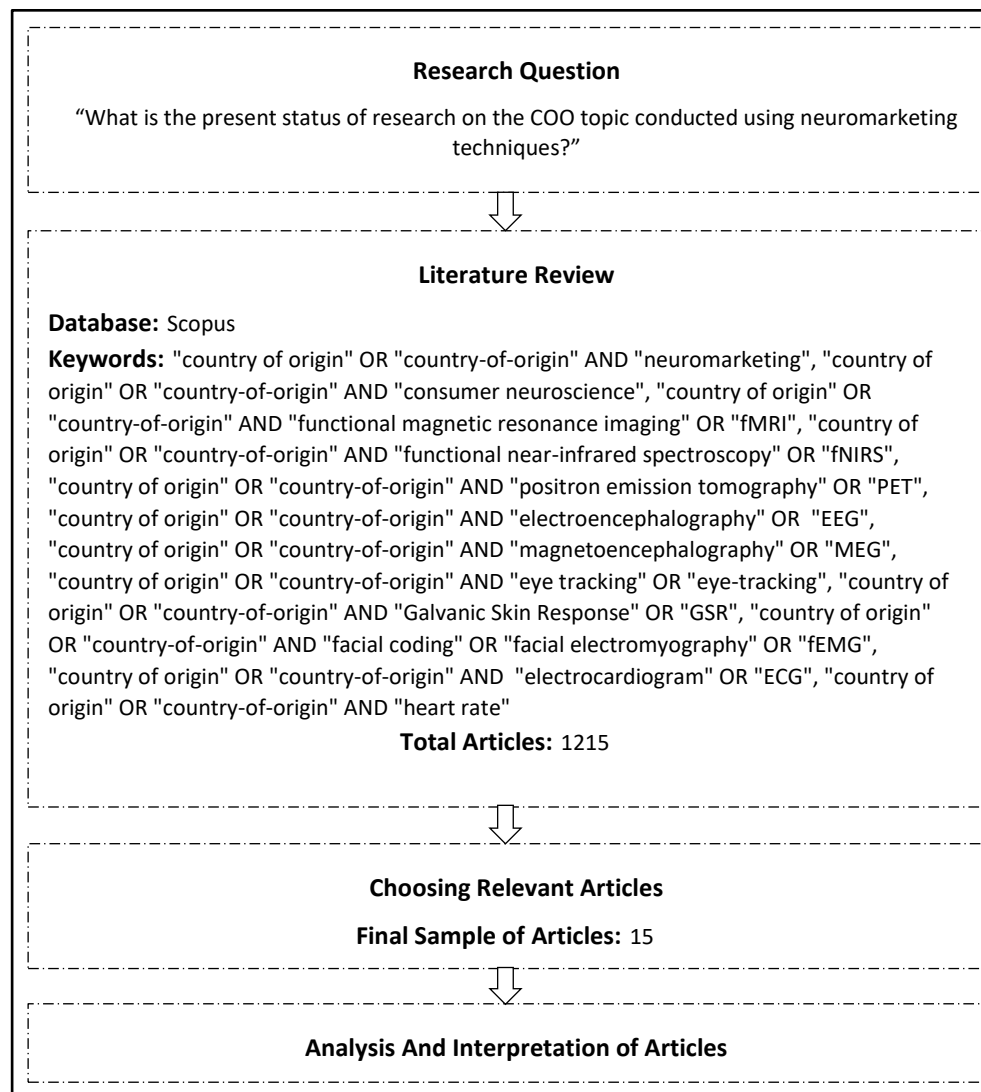 Research Question
“What is the present status of research on the COO topic conducted using neuromarketing
techniques?”
Literature Review
Database: Scopus
Keywords: "country of origin" OR "country-of-origin" AND "neuromarketing", "country of
origin" OR "country-of-origin" AND "consumer neuroscience", "country of origin" OR
"country-of-origin" AND "functional magnetic resonance imaging" OR "fMRI", "country of
origin" OR "country-of-origin" AND "functional near-infrared spectroscopy" OR "fNIRS",
"country of origin" OR "country-of-origin" AND "positron emission tomography" OR "PET",
"country of origin" OR "country-of-origin" AND "electroencephalography" OR "EEG",
"country of origin" OR "country-of-origin" AND "magnetoencephalography" OR "MEG",
"country of origin" OR "country-of-origin" AND "eye tracking" OR "eye-tracking", "country of
origin" OR "country-of-origin" AND "Galvanic Skin Response" OR "GSR", "country of origin"
OR "country-of-origin" AND "facial coding" OR "facial electromyography" OR "fEMG",
"country of origin" OR "country-of-origin" AND "electrocardiogram" OR "ECG", "country of
origin" OR "country-of-origin" AND "heart rate"
Total Articles: 1215
Choosing Relevant Articles
Final Sample of Articles: 15
Analysis And Interpretation of Articles